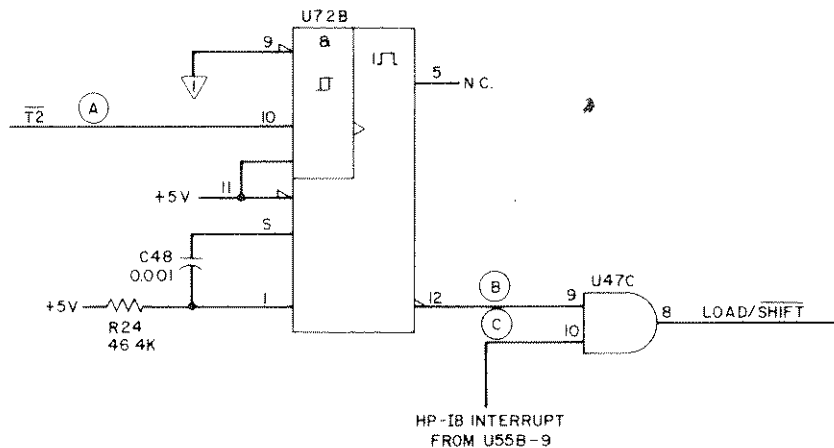 U72B
9
&
1
5
N.C.
1
T2
A
10
11
+5V
S
C48
0.001
+5V
1
R24
46.4K
12
B
9
U47C
C
10
8
LOAD/SHIFT
HP-IB INTERRUPT
FROM U55B-9